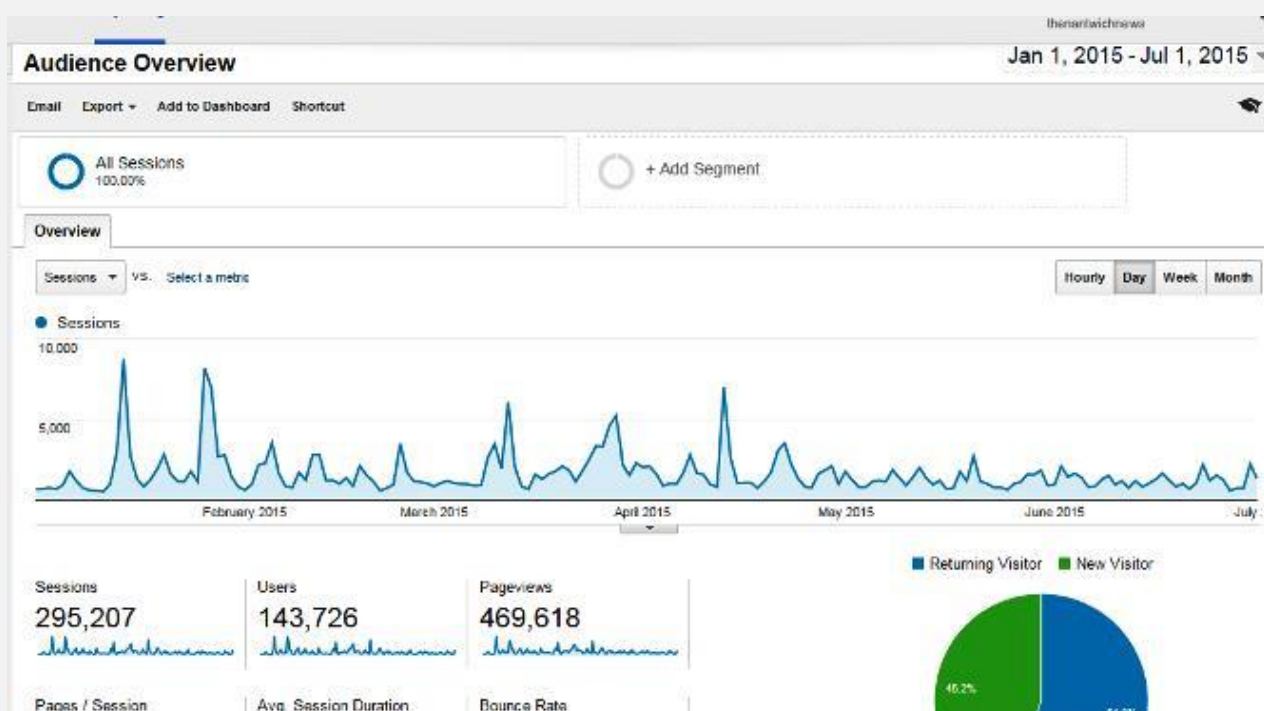 thenantwichnews
Audience Overview
Jan 1, 2015 - Jul 1, 2015
Email Export Add to Dashboard Shortcut
All Sessions
100.00%
+ Add Segment
Overview
Sessions VS. Select a metric
Hourly Day Week Month
Sessions
10,000
5,000
February 2015 March 2015 April 2015 May 2015 June 2015 July
Returning Visitor New Visitor
Sessions Users Pageviews
295,207 143,726 469,618
Pages / Session Avg. Session Duration Bounce Rate